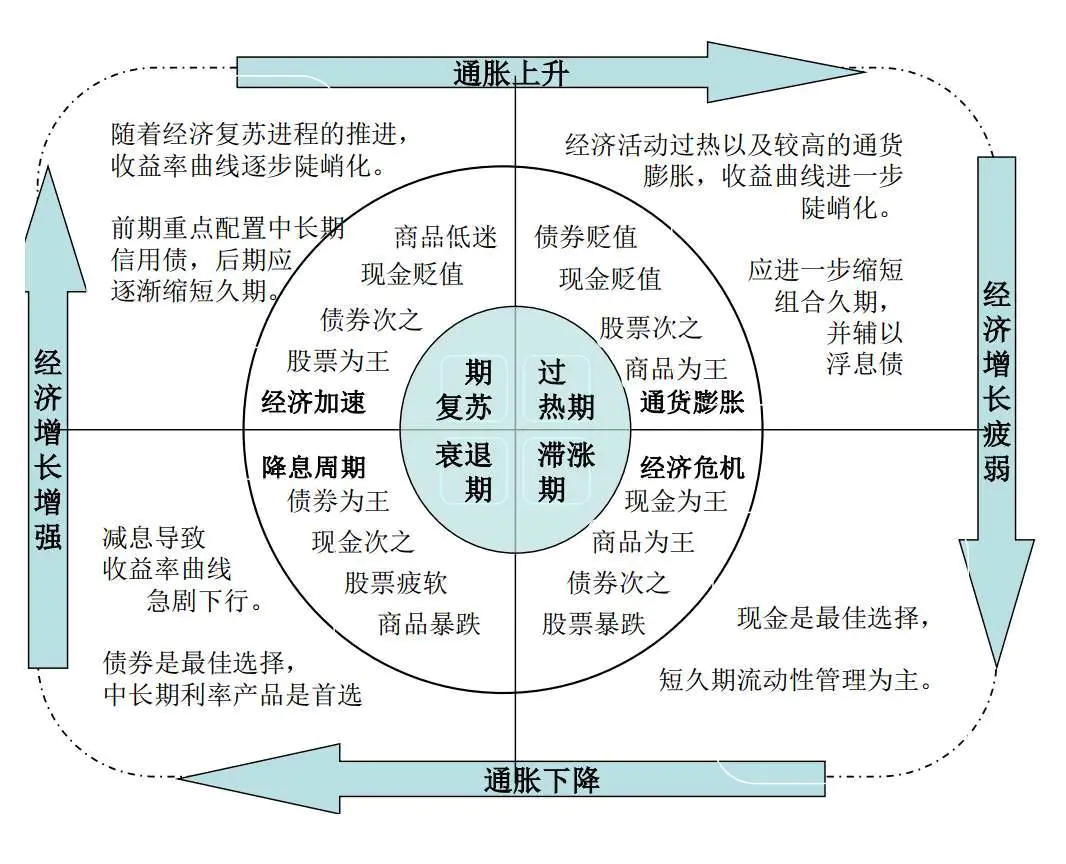 通胀上升
随着经济复苏进程的推进，
收益率曲线逐步陡峭化。
前期重点配置中长期
信用债，后期应
逐渐缩短久期。
经济活动过热以及较高的通货
膨胀，收益曲线进一步
陡峭化。
应进一步缩短
组合久期，
并辅以
浮息债
商品低迷
现金贬值
债券次之
股票为王
经济加速
债券贬值
现金贬值
股票次之
商品为王
通货膨胀
期
复苏
过
热期
衰退
期
滞涨
期
经济增长增强
经济增长疲弱
降息周期
债券为王
现金次之
股票疲软
商品暴跌
经济危机
现金为王
商品为王
债券次之
股票暴跌
减息导致
收益率曲线
急剧下行。
债券是最佳选择，
中长期利率产品是首选
现金是最佳选择，
短久期流动性管理为主。
通胀下降